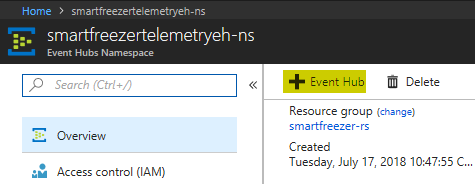 Home > smartfreezertelemetryeh-ns
smartfreezertelemetryeh-ns
Event Hubs Namespace
Search (Ctrl+/)
«
Overview
Access control (IAM)
+ Event Hub
Delete
Resource group (change)
smartfreezer-rs
Created
Tuesday, July 17, 2018 10:47:55 C...